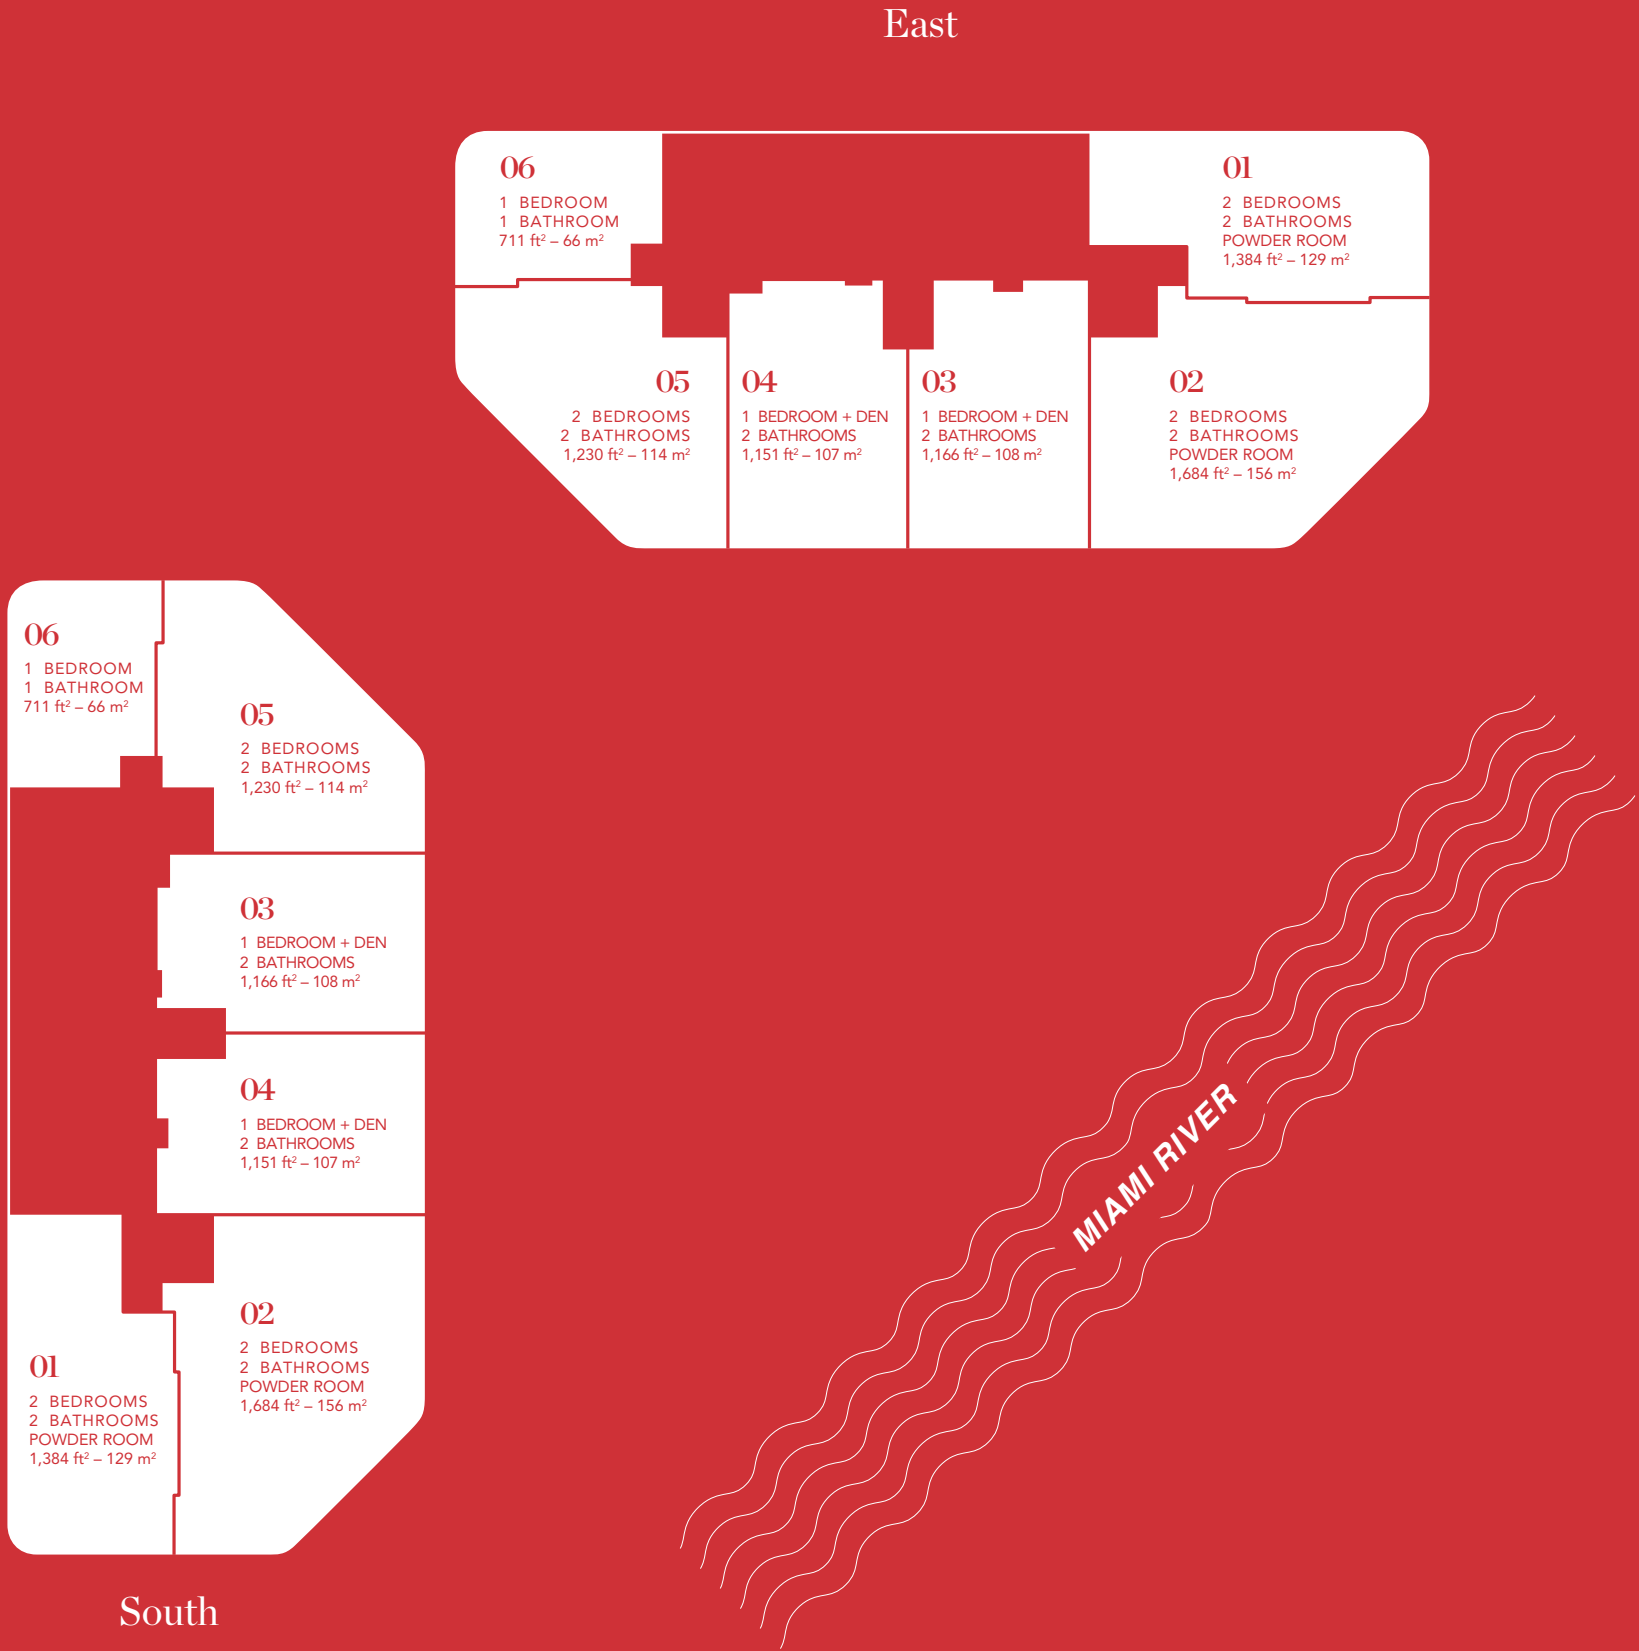 East
06
1 BEDROOM
1 BATHROOM
711 ft² – 66 m²
01
2 BEDROOMS
2 BATHROOMS
POWDER ROOM
1,384 ft² – 129 m²
05
2 BEDROOMS
2 BATHROOMS
1,230 ft² – 114 m²
04
1 BEDROOM + DEN
2 BATHROOMS
1,151 ft² – 107 m²
03
1 BEDROOM + DEN
2 BATHROOMS
1,166 ft² – 108 m²
02
2 BEDROOMS
2 BATHROOMS
POWDER ROOM
1,684 ft² – 156 m²
06
1 BEDROOM
1 BATHROOM
711 ft² – 66 m²
05
2 BEDROOMS
2 BATHROOMS
1,230 ft² – 114 m²
03
1 BEDROOM + DEN
2 BATHROOMS
1,166 ft² – 108 m²
04
1 BEDROOM + DEN
2 BATHROOMS
1,151 ft² – 107 m²
02
2 BEDROOMS
2 BATHROOMS
POWDER ROOM
1,684 ft² – 156 m²
01
2 BEDROOMS
2 BATHROOMS
POWDER ROOM
1,384 ft² – 129 m²
South
MIAMI RIVER